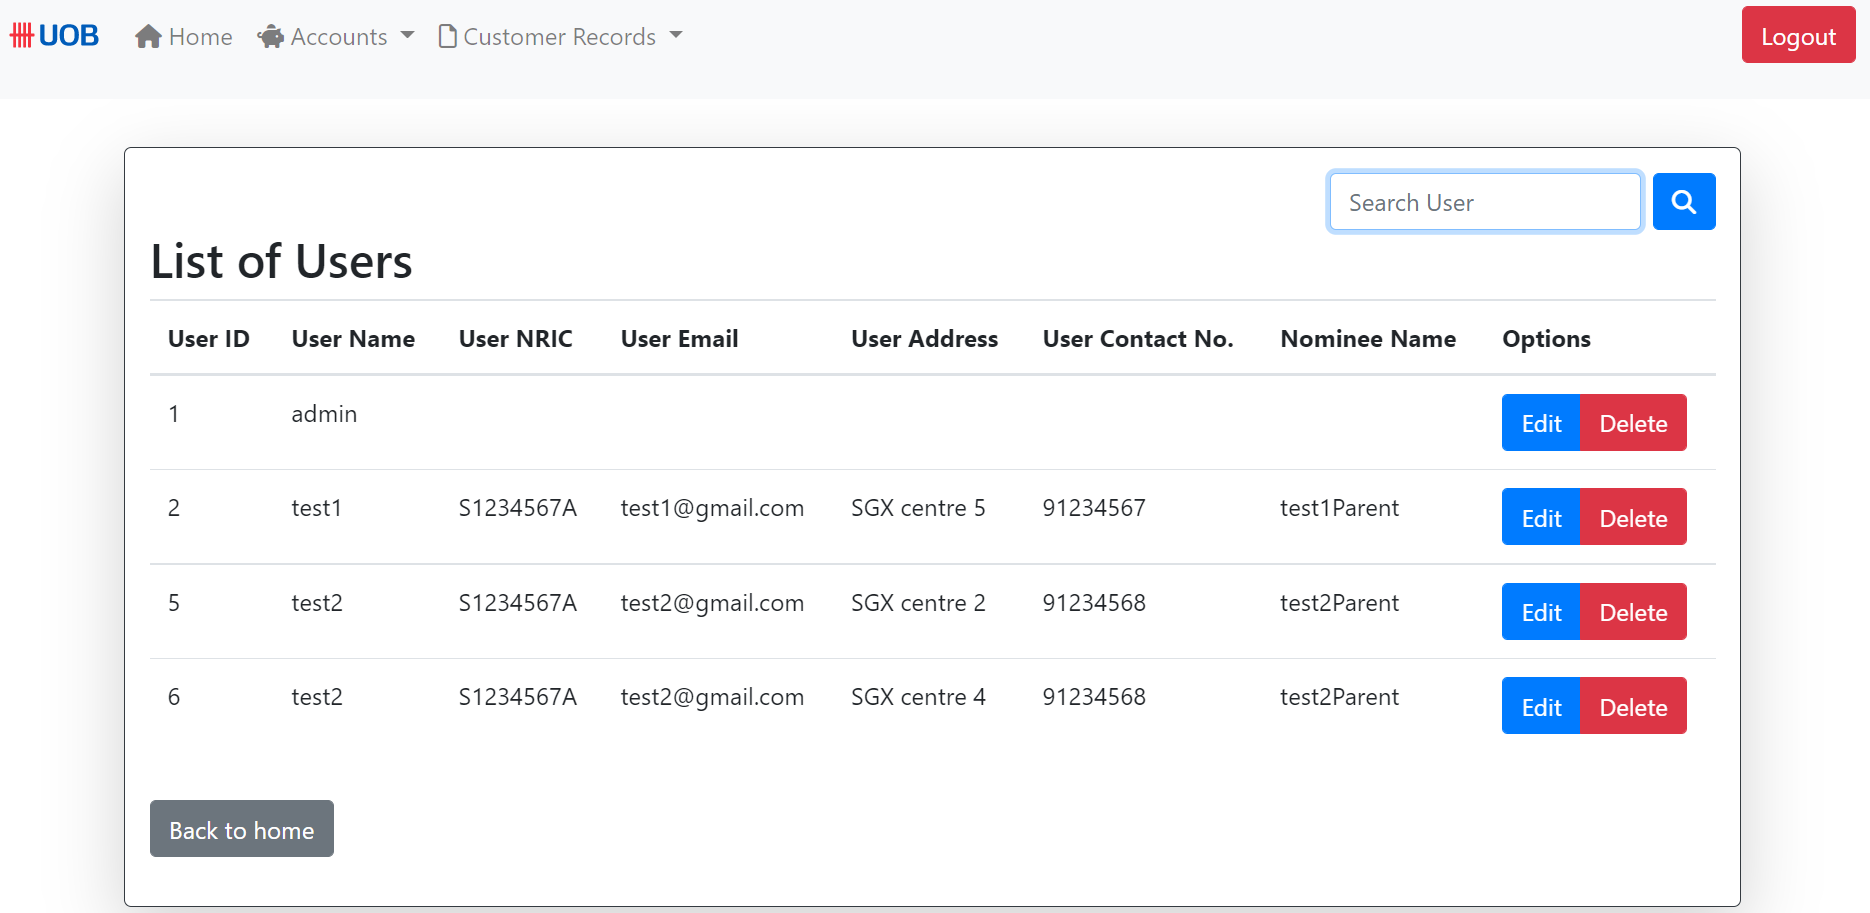 UOB Home Accounts Customer Records Logout
Search User
List of Users
User ID User Name User NRIC User Email User Address User Contact No. Nominee Name Options
1 admin Edit Delete
2 test1 S1234567A test1@gmail.com SGX centre 5 91234567 test1Parent Edit Delete
5 test2 S1234567A test2@gmail.com SGX centre 2 91234568 test2Parent Edit Delete
6 test2 S1234567A test2@gmail.com SGX centre 4 91234568 test2Parent Edit Delete
Back to home